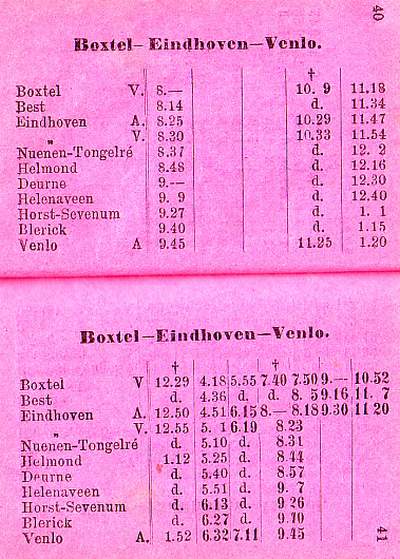 40
Boxtel—Eindhoven—Venlo.
†
Boxtel V. 8.— 10. 9 11.18
Best 8.14 d. 11.34
Eindhoven A. 8.25 10.29 11.47
„ V. 8.30 10.33 11.54
Nuenen-Tongelré 8.37 d. 12. 2
Helmond 8.48 d. 12.16
Deurne 9.— d. 12.30
Helenaveen 9. 9 d. 12.40
Horst-Sevenum 9.27 d. 1. 1
Blerick 9.40 d. 1.15
Venlo A 9.45 11.25 1.20
Boxtel—Eindhoven—Venlo.
† †
Boxtel V 12.29 4.18 5.55 7.40 7.50 9.— 10.52
Best d. 4.36 d. d. 8. 5 9.16 11. 7
Eindhoven A. 12.50 4.51 6.15 8.— 8.18 9.30 11 20
„ V. 12.55 5. 1 6.19 8.23
Nuenen-Tongelré d. 5.10 d. 8.31
Helmond 1.12 5.25 d. 8.44
Deurne d. 5.40 d. 8.57
Helenaveen d. 5.51 d. 9. 7
Horst-Sevenum d. 6.13 d. 9 26
Blerick d. 6.27 d. 9.40
Venlo A. 1.52 6.32 7.11 9.45
41